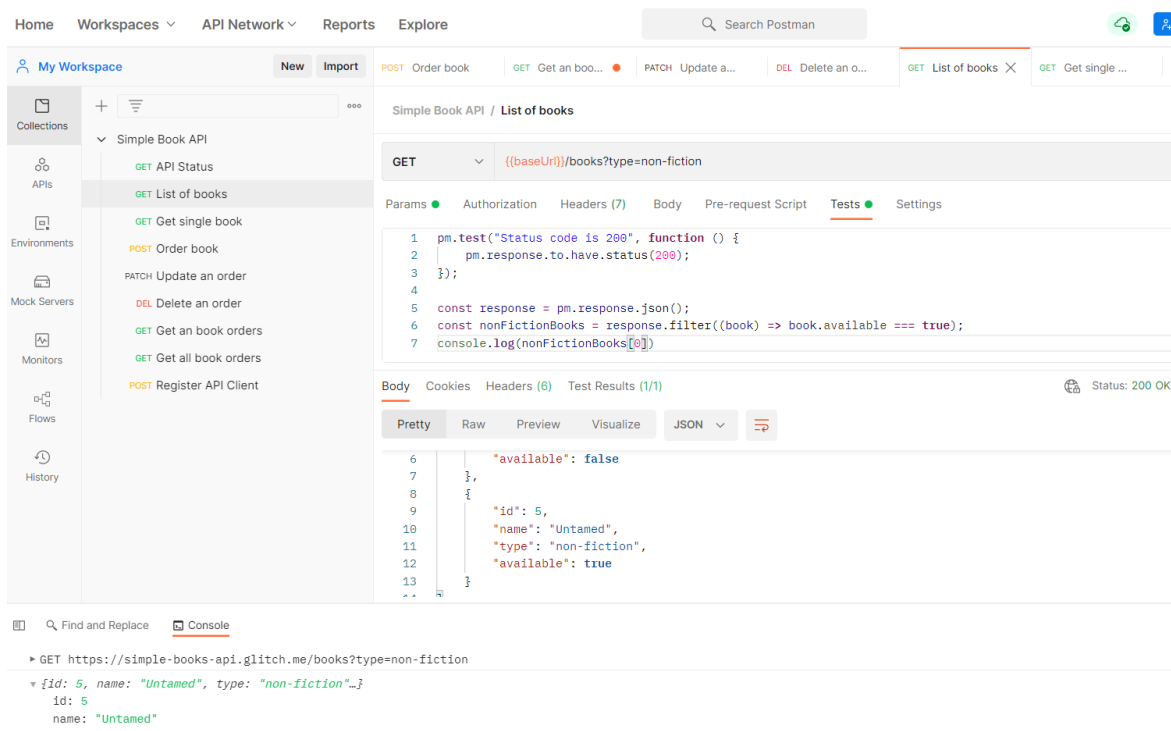 Home Workspaces API Network Reports Explore Search Postman
My Workspace New Import
POST Order book GET Get an boo... PATCH Update a... DEL Delete an o... GET List of books GET Get single ...
Collections
APIs
Environments
Mock Servers
Monitors
Flows
History
Simple Book API
GET API Status
GET List of books
GET Get single book
POST Order book
PATCH Update an order
DEL Delete an order
GET Get an book orders
GET Get all book orders
POST Register API Client
Simple Book API / List of books
GET {{baseUrl}}/books?type=non-fiction
Params Authorization Headers (7) Body Pre-request Script Tests Settings
1 pm.test("Status code is 200", function () {
2 pm.response.to.have.status(200);
3 });
4
5 const response = pm.response.json();
6 const nonFictionBooks = response.filter((book) => book.available === true);
7 console.log(nonFictionBooks[0])
Body Cookies Headers (6) Test Results (1/1) Status: 200 OK
Pretty Raw Preview Visualize JSON
6 "available": false
7 },
8 {
9 "id": 5,
10 "name": "Untamed",
11 "type": "non-fiction",
12 "available": true
13 }
14 ]
Find and Replace Console
GET https://simple-books-api.glitch.me/books?type=non-fiction
{id: 5, name: "Untamed", type: "non-fiction"…}
id: 5
name: "Untamed"